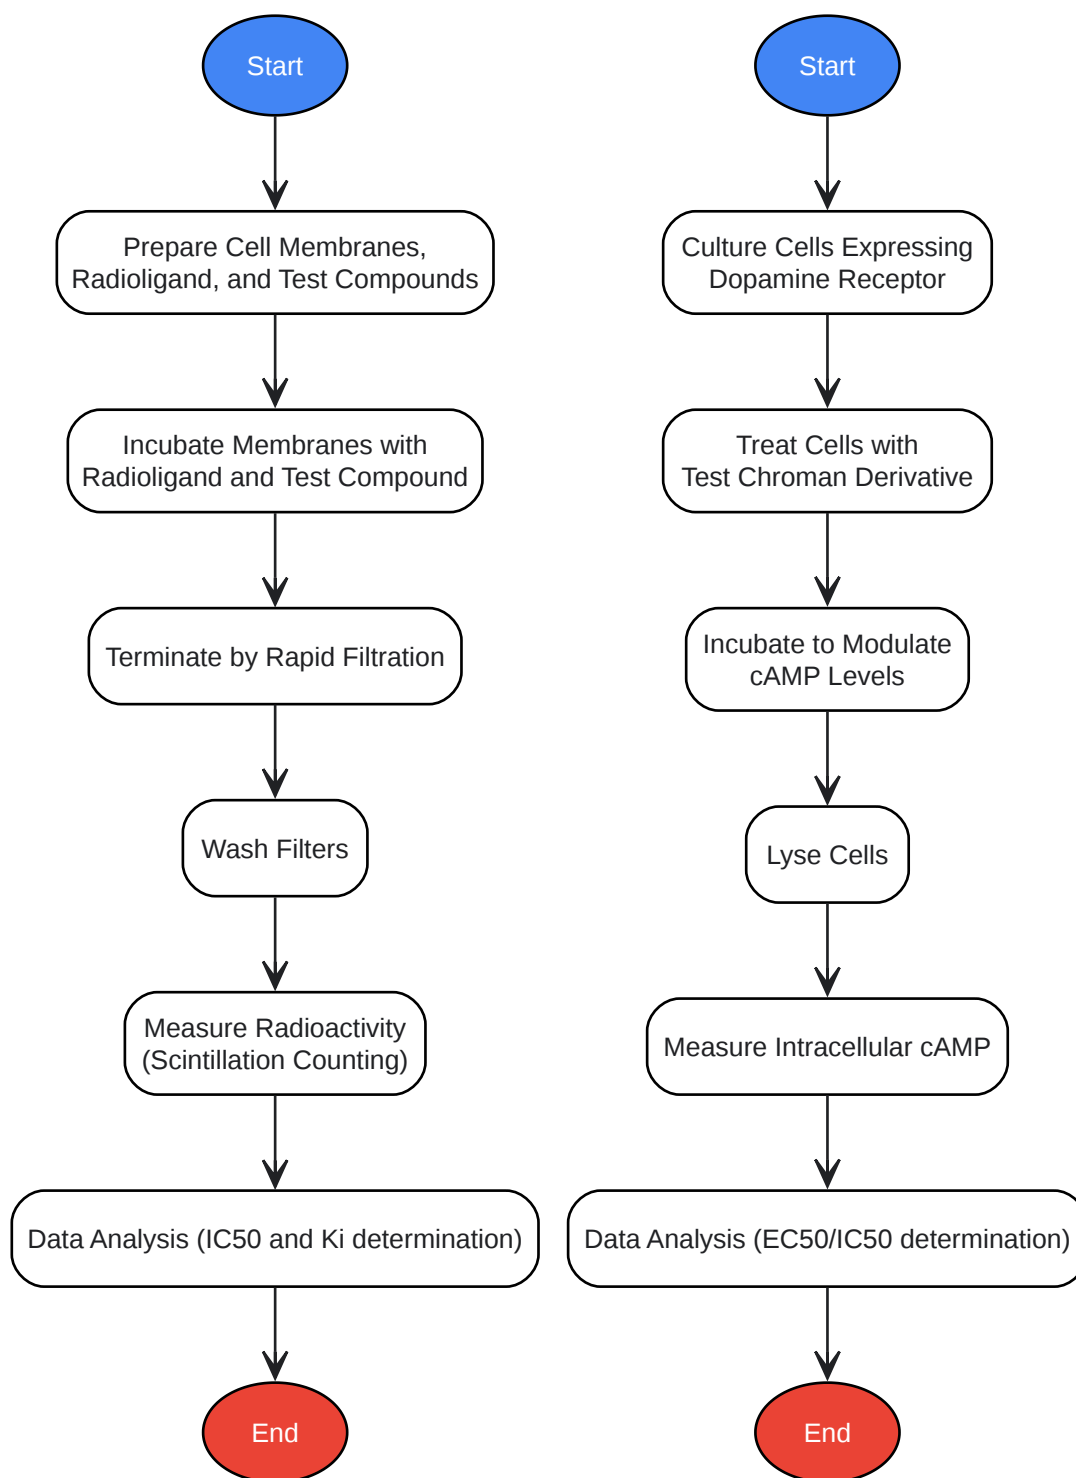 Start
Prepare Cell Membranes,
Radioligand, and Test Compounds
Incubate Membranes with
Radioligand and Test Compound
Terminate by Rapid Filtration
Wash Filters
Measure Radioactivity
(Scintillation Counting)
Data Analysis (IC50 and Ki determination)
End
Start
Culture Cells Expressing
Dopamine Receptor
Treat Cells with
Test Chroman Derivative
Incubate to Modulate
cAMP Levels
Lyse Cells
Measure Intracellular cAMP
Data Analysis (EC50/IC50 determination)
End